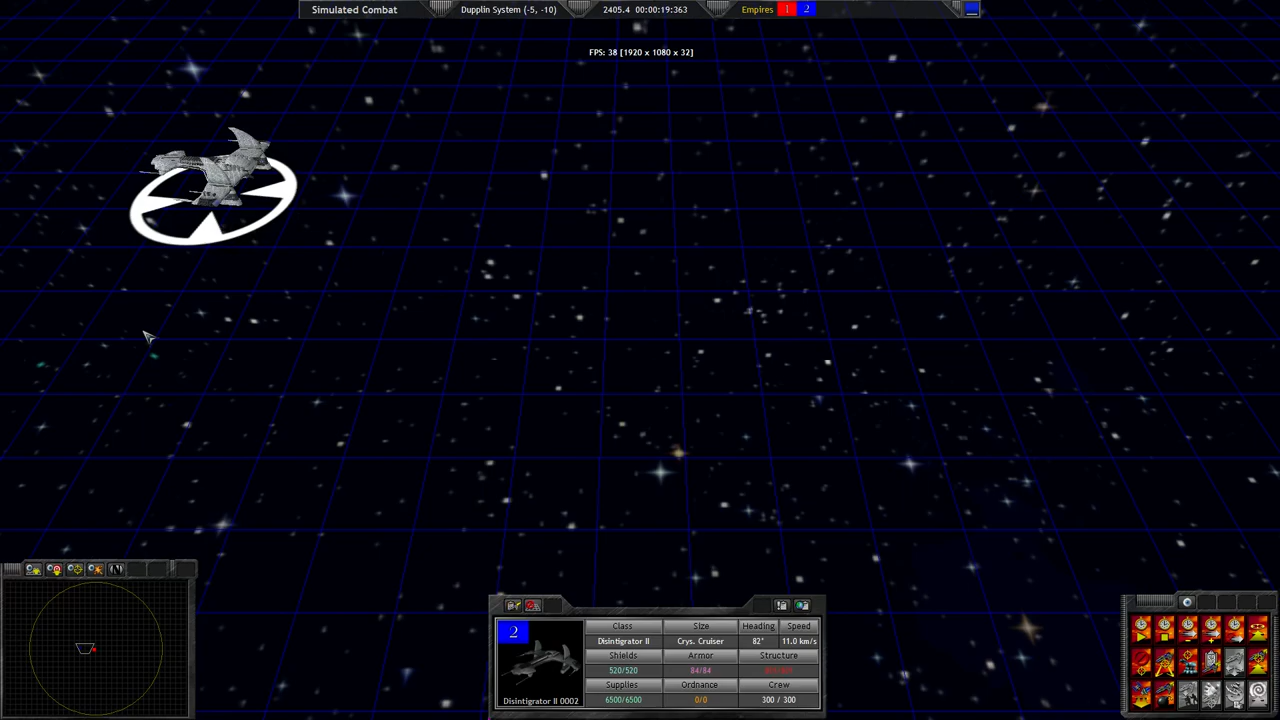 Simulated Combat
Dupplin System (-5, -10)
2405.4 00:00:19:363
Empires 1 2
FPS: 38 [1920 x 1080 x 32]
2
Disintigrator II 0002
Class Size Heading Speed
Disintigrator II Crys. Cruiser 82° 11.0 km/s
Shields Armor Structure
520/520 84/84
Supplies Ordnance Crew
6500/6500 0/0 300 / 300
N